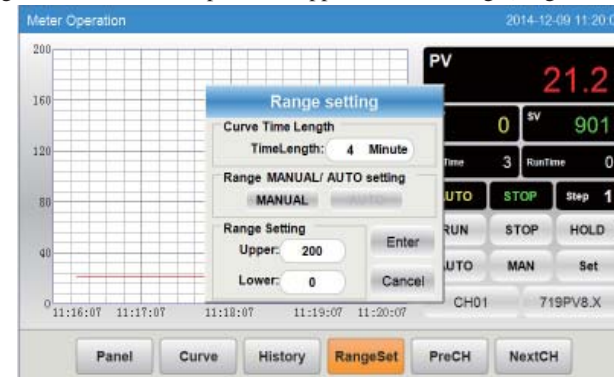 Meter Operation 2014-12-09 11:20:0
200
160
120
80
40
0
11:16:07 11:17:07 11:18:07 11:19:07 11:20:07
Range setting
Curve Time Length
TimeLength: 4 Minute
Range MANUAL/ AUTO setting
MANUAL AUTO
Range Setting
Upper: 200
Lower: 0
Enter
Cancel
PV
21.2
0 SV 901
Time 3 RunTime 0
UTO STOP Step 1
RUN STOP HOLD
UTO MAN Set
CH01 719PV8.X
Panel Curve History RangeSet PreCH NextCH